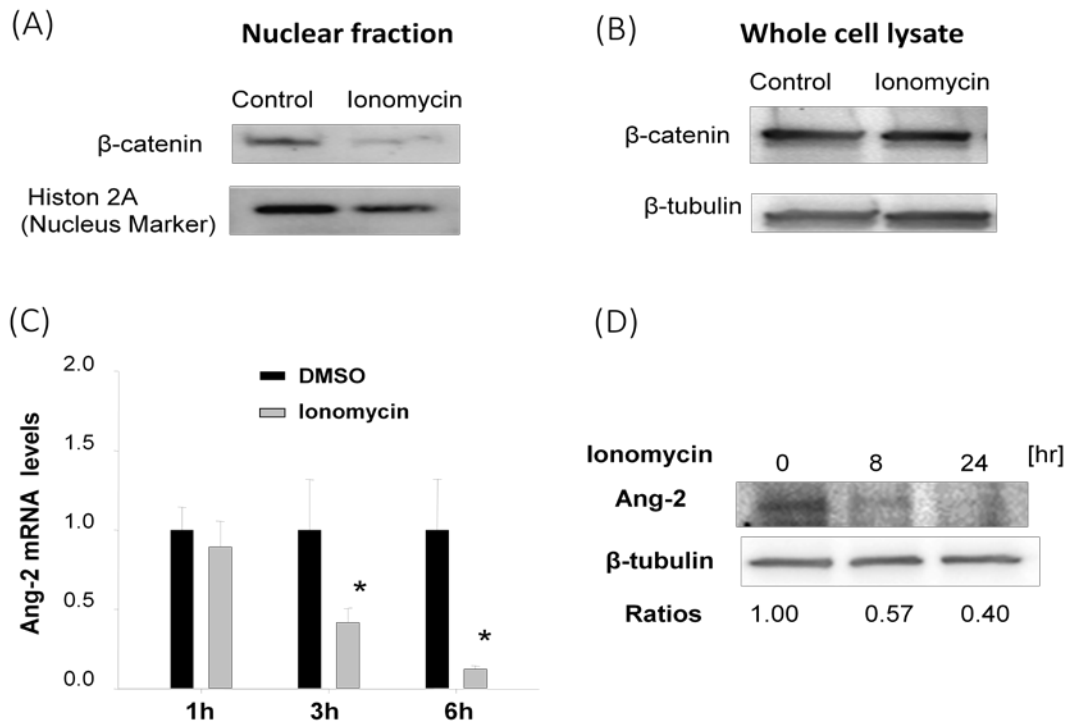 (A)
Nuclear fraction
Control Ionomycin
β-catenin
Histon 2A
(Nucleus Marker)
(B)
Whole cell lysate
Control Ionomycin
β-catenin
β-tubulin
(C)
2.0
1.5
1.0
0.5
0.0
Ang-2 mRNA levels
DMSO
Ionomycin
*
*
1h 3h 6h
(D)
Ionomycin 0 8 24 [hr]
Ang-2
β-tubulin
Ratios 1.00 0.57 0.40